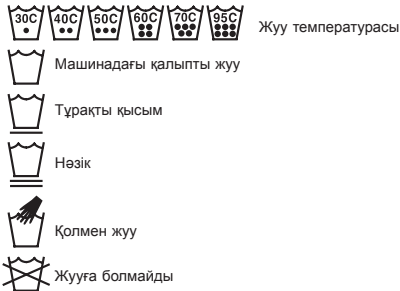 30C 40C 50C 60C 70C 95C Жуу температурасы
Машинадағы қалыпты жуу
Тұрақты қысым
Нәзік
Қолмен жуу
Жууға болмайды